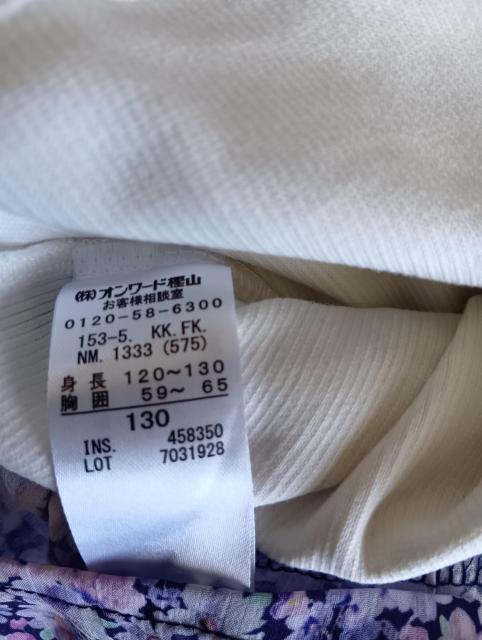 ㈱オンワード樫山
お客様相談室
0120-58-6300
153-5. KK.FK.
NM. 1333 (575)
身長 120～130
胸囲 59～ 65
130
INS. 458350
LOT 7031928